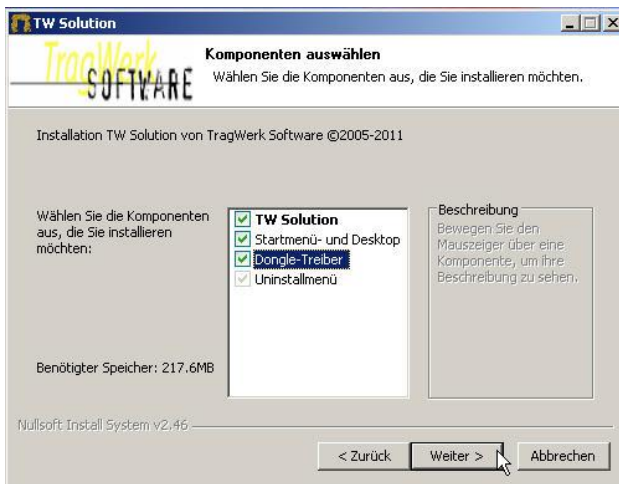 TW Solution
TragWerk
SOFTWARE
Komponenten auswählen
Wählen Sie die Komponenten aus, die Sie installieren möchten.
Installation TW Solution von TragWerk Software ©2005-2011
Wählen Sie die Komponenten
aus, die Sie installieren
möchten:
TW Solution
Startmenü- und Desktop
Dongle-Treiber
Uninstallmenü
Beschreibung
Bewegen Sie den
Mauszeiger über eine
Komponente, um ihre
Beschreibung zu sehen.
Benötigter Speicher: 217.6MB
Nullsoft Install System v2.46
< Zurück
Weiter >
Abbrechen